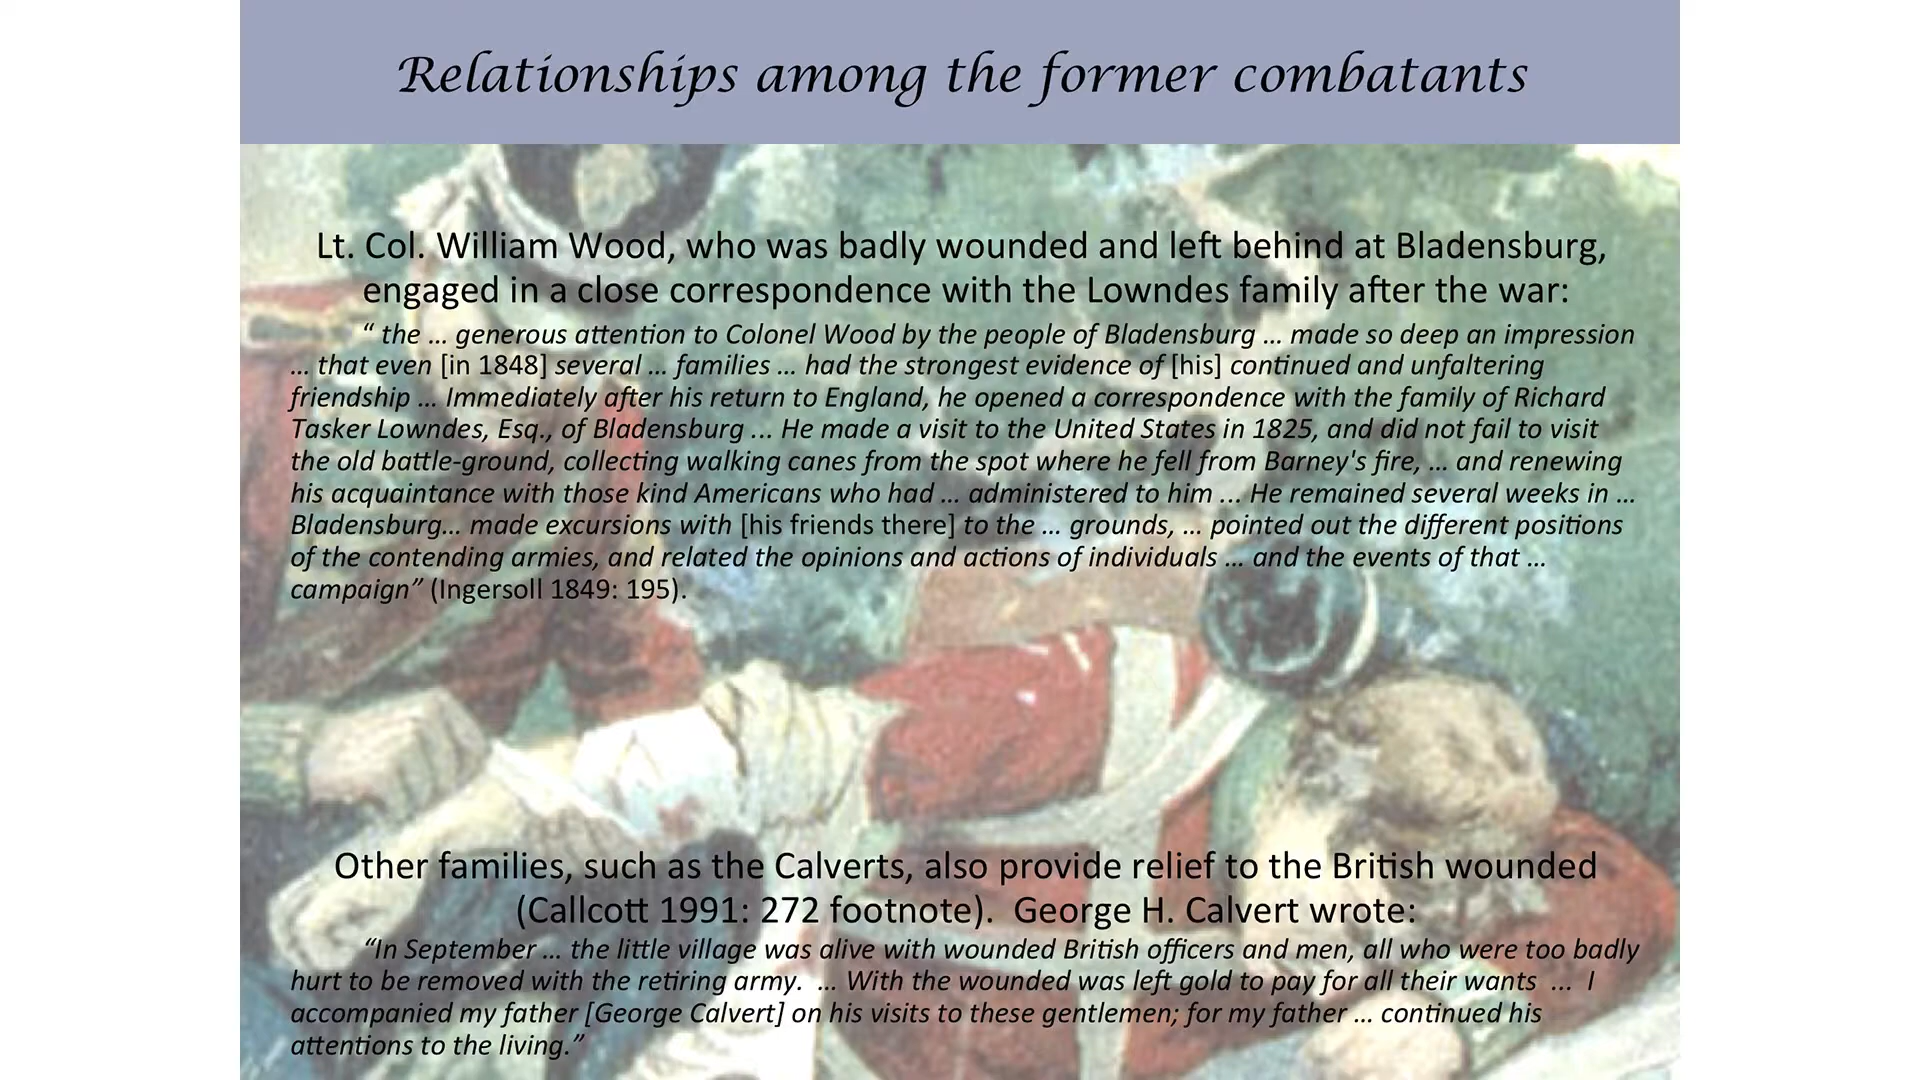 Relationships among the former combatants
Lt. Col. William Wood, who was badly wounded and left behind at Bladensburg,
engaged in a close correspondence with the Lowndes family after the war:
“ the … generous attention to Colonel Wood by the people of Bladensburg … made so deep an impression
… that even [in 1848] several … families … had the strongest evidence of [his] continued and unfaltering
friendship … Immediately after his return to England, he opened a correspondence with the family of Richard
Tasker Lowndes, Esq., of Bladensburg ... He made a visit to the United States in 1825, and did not fail to visit
the old battle-ground, collecting walking canes from the spot where he fell from Barney's fire, … and renewing
his acquaintance with those kind Americans who had … administered to him ... He remained several weeks in …
Bladensburg… made excursions with [his friends there] to the … grounds, … pointed out the different positions
of the contending armies, and related the opinions and actions of individuals … and the events of that …
campaign” (Ingersoll 1849: 195).
Other families, such as the Calverts, also provide relief to the British wounded
(Callcott 1991: 272 footnote). George H. Calvert wrote:
“In September … the little village was alive with wounded British officers and men, all who were too badly
hurt to be removed with the retiring army. … With the wounded was left gold to pay for all their wants … I
accompanied my father [George Calvert] on his visits to these gentlemen; for my father … continued his
attentions to the living.”